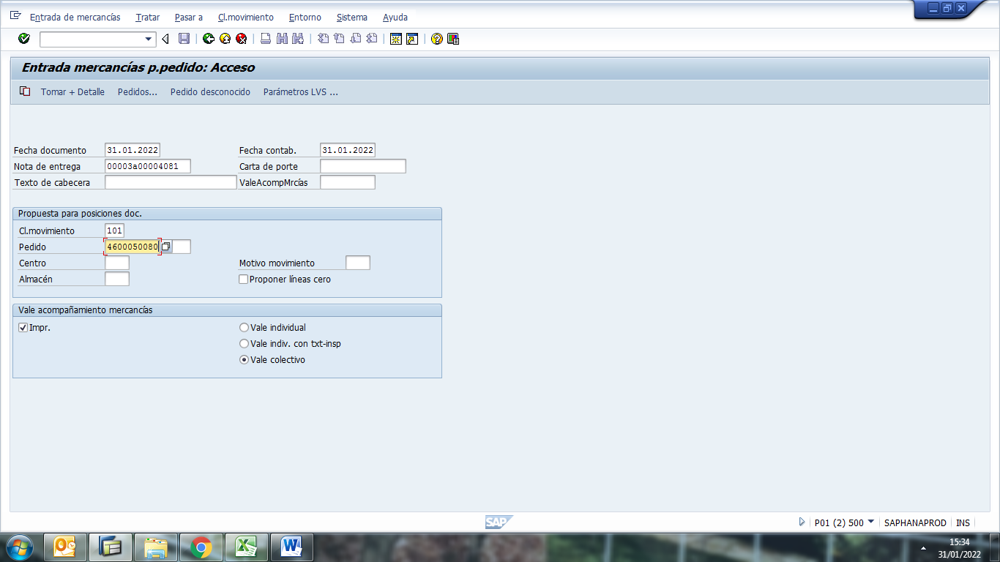 Entrada de mercancías Tratar Pasar a Cl.movimiento Entorno Sistema Ayuda
Entrada mercancías p.pedido: Acceso
Tomar + Detalle Pedidos... Pedido desconocido Parámetros LVS ...
Fecha documento 31.01.2022 Fecha contab. 31.01.2022
Nota de entrega 00003a00004081 Carta de porte
Texto de cabecera ValeAcompMrcías
Propuesta para posiciones doc.
Cl.movimiento 101
Pedido 4600050080
Centro Motivo movimiento
Almacén Proponer líneas cero
Vale acompañamiento mercancías
Impr. Vale individual
Vale indiv. con txt-insp
Vale colectivo
SAP P01 (2) 500 SAPHANAPROD INS
15:34
31/01/2022